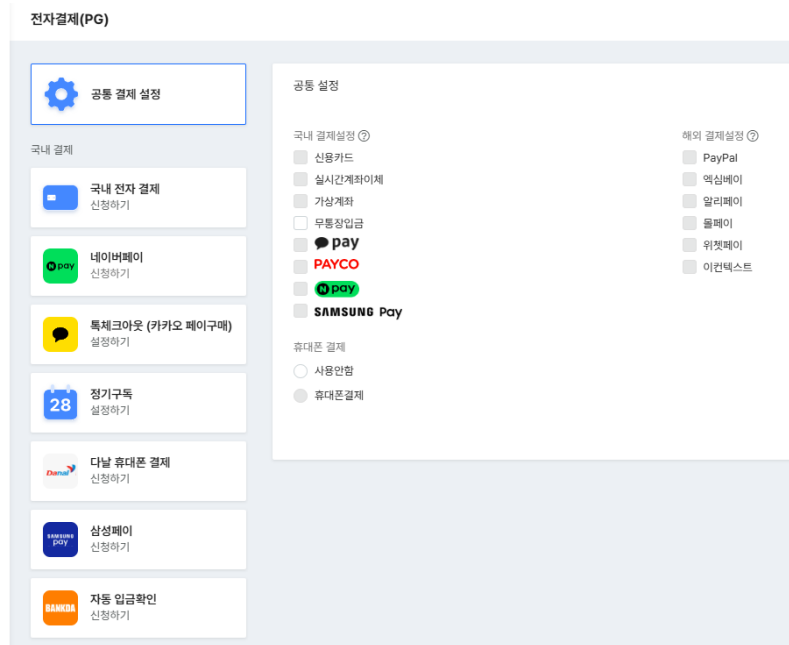 전자결제(PG)
공통 결제 설정
국내 결제
국내 전자 결제
신청하기
N pay
네이버페이
신청하기
톡체크아웃 (카카오 페이구매)
설정하기
28
정기구독
설정하기
Danal
다날 휴대폰 결제
신청하기
SAMSUNG
pay
삼성페이
신청하기
BANKDA
자동 입금확인
신청하기
공통 설정
국내 결제설정 ?
신용카드
실시간계좌이체
가상계좌
무통장입금
pay
PAYCO
N pay
SAMSUNG Pay
휴대폰 결제
사용안함
휴대폰결제
해외 결제설정 ?
PayPal
엑심베이
알리페이
몰페이
위쳇페이
이컨텍스트